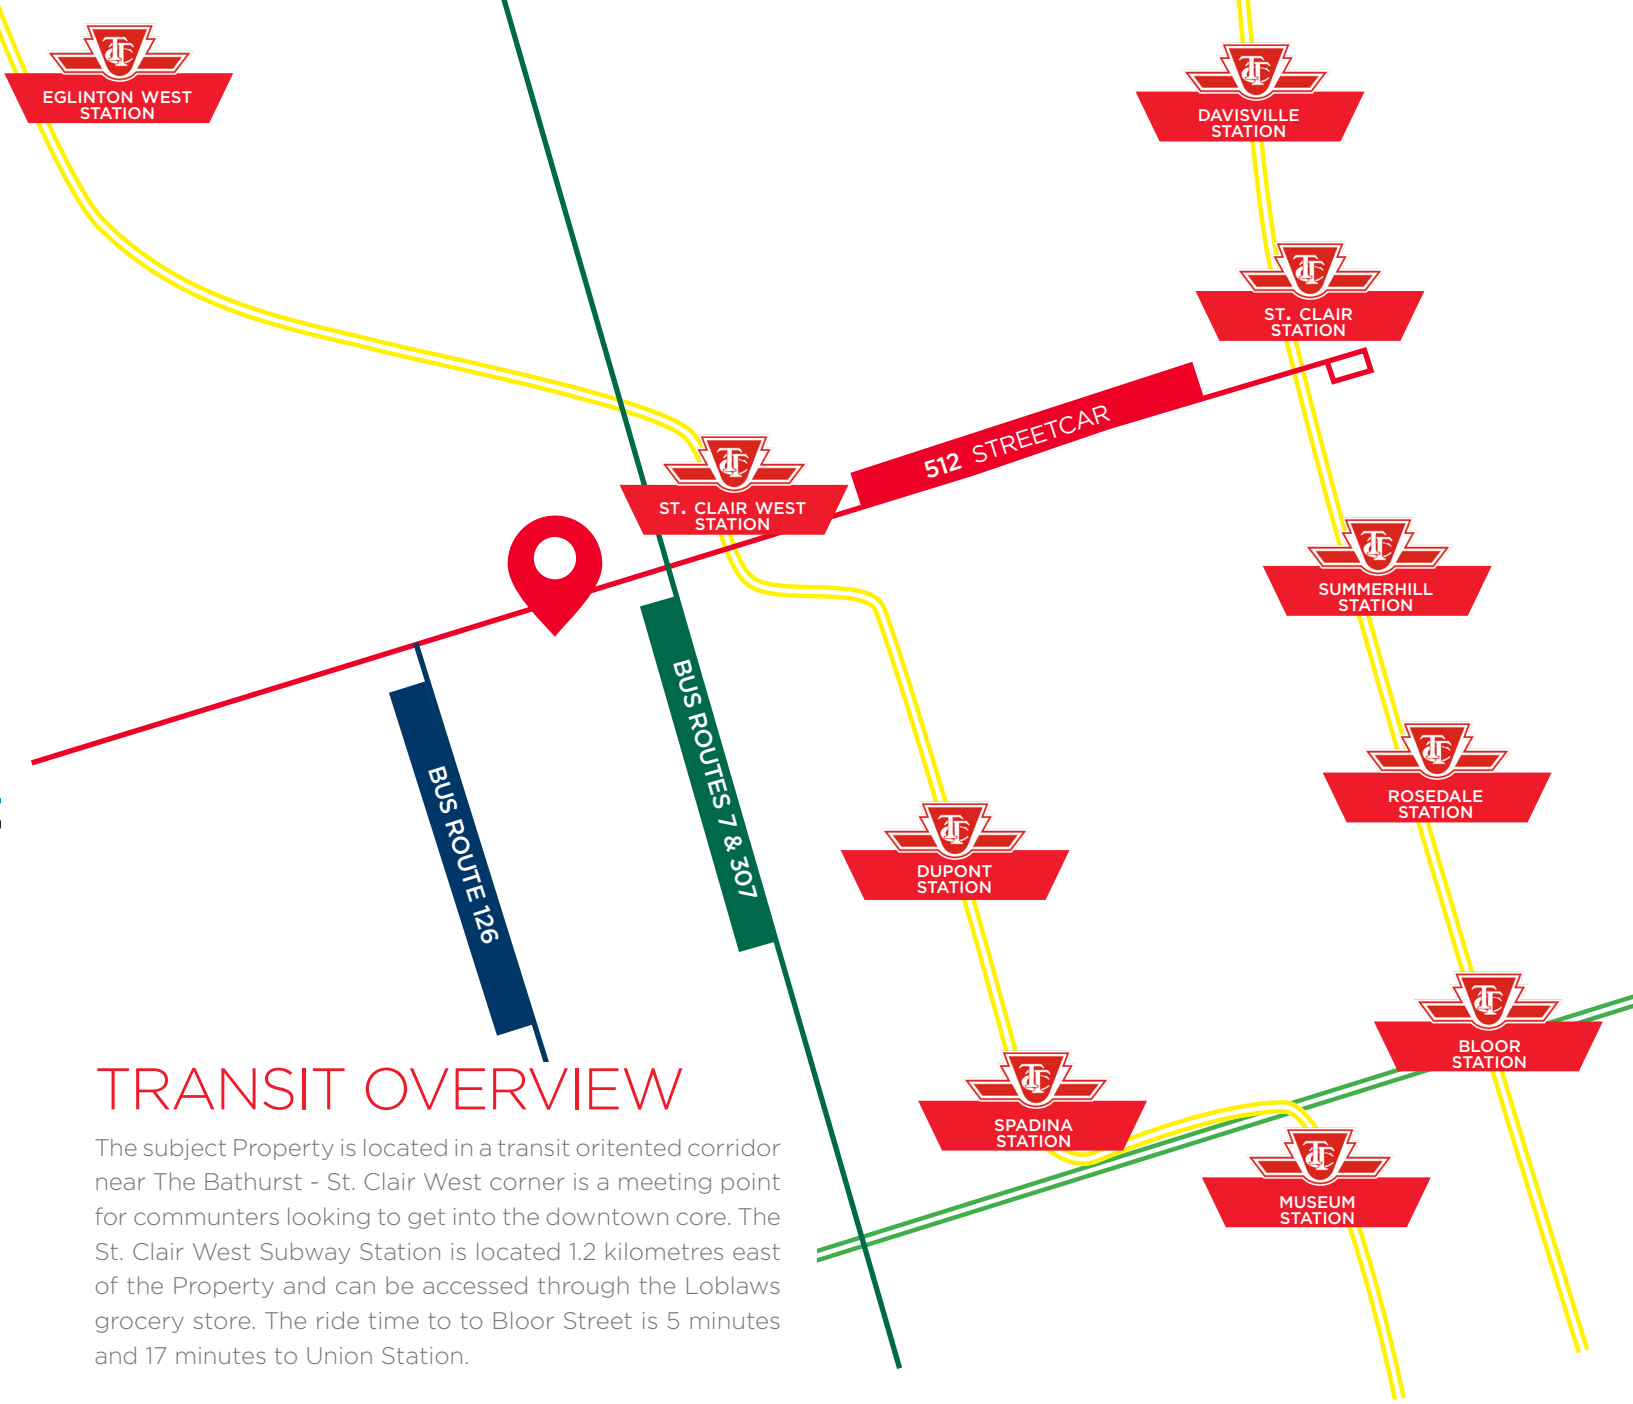 EGLINTON WEST
STATION
DAVISVILLE
STATION
ST. CLAIR
STATION
512 STREETCAR
ST. CLAIR WEST
STATION
SUMMERHILL
STATION
BUS ROUTES 7 & 307
BUS ROUTE 126
ROSEDALE
STATION
DUPONT
STATION
BLOOR
STATION
SPADINA
STATION
MUSEUM
STATION
TRANSIT OVERVIEW
The subject Property is located in a transit oritented corridor
near The Bathurst - St. Clair West corner is a meeting point
for communters looking to get into the downtown core. The
St. Clair West Subway Station is located 1.2 kilometres east
of the Property and can be accessed through the Loblaws
grocery store. The ride time to to Bloor Street is 5 minutes
and 17 minutes to Union Station.